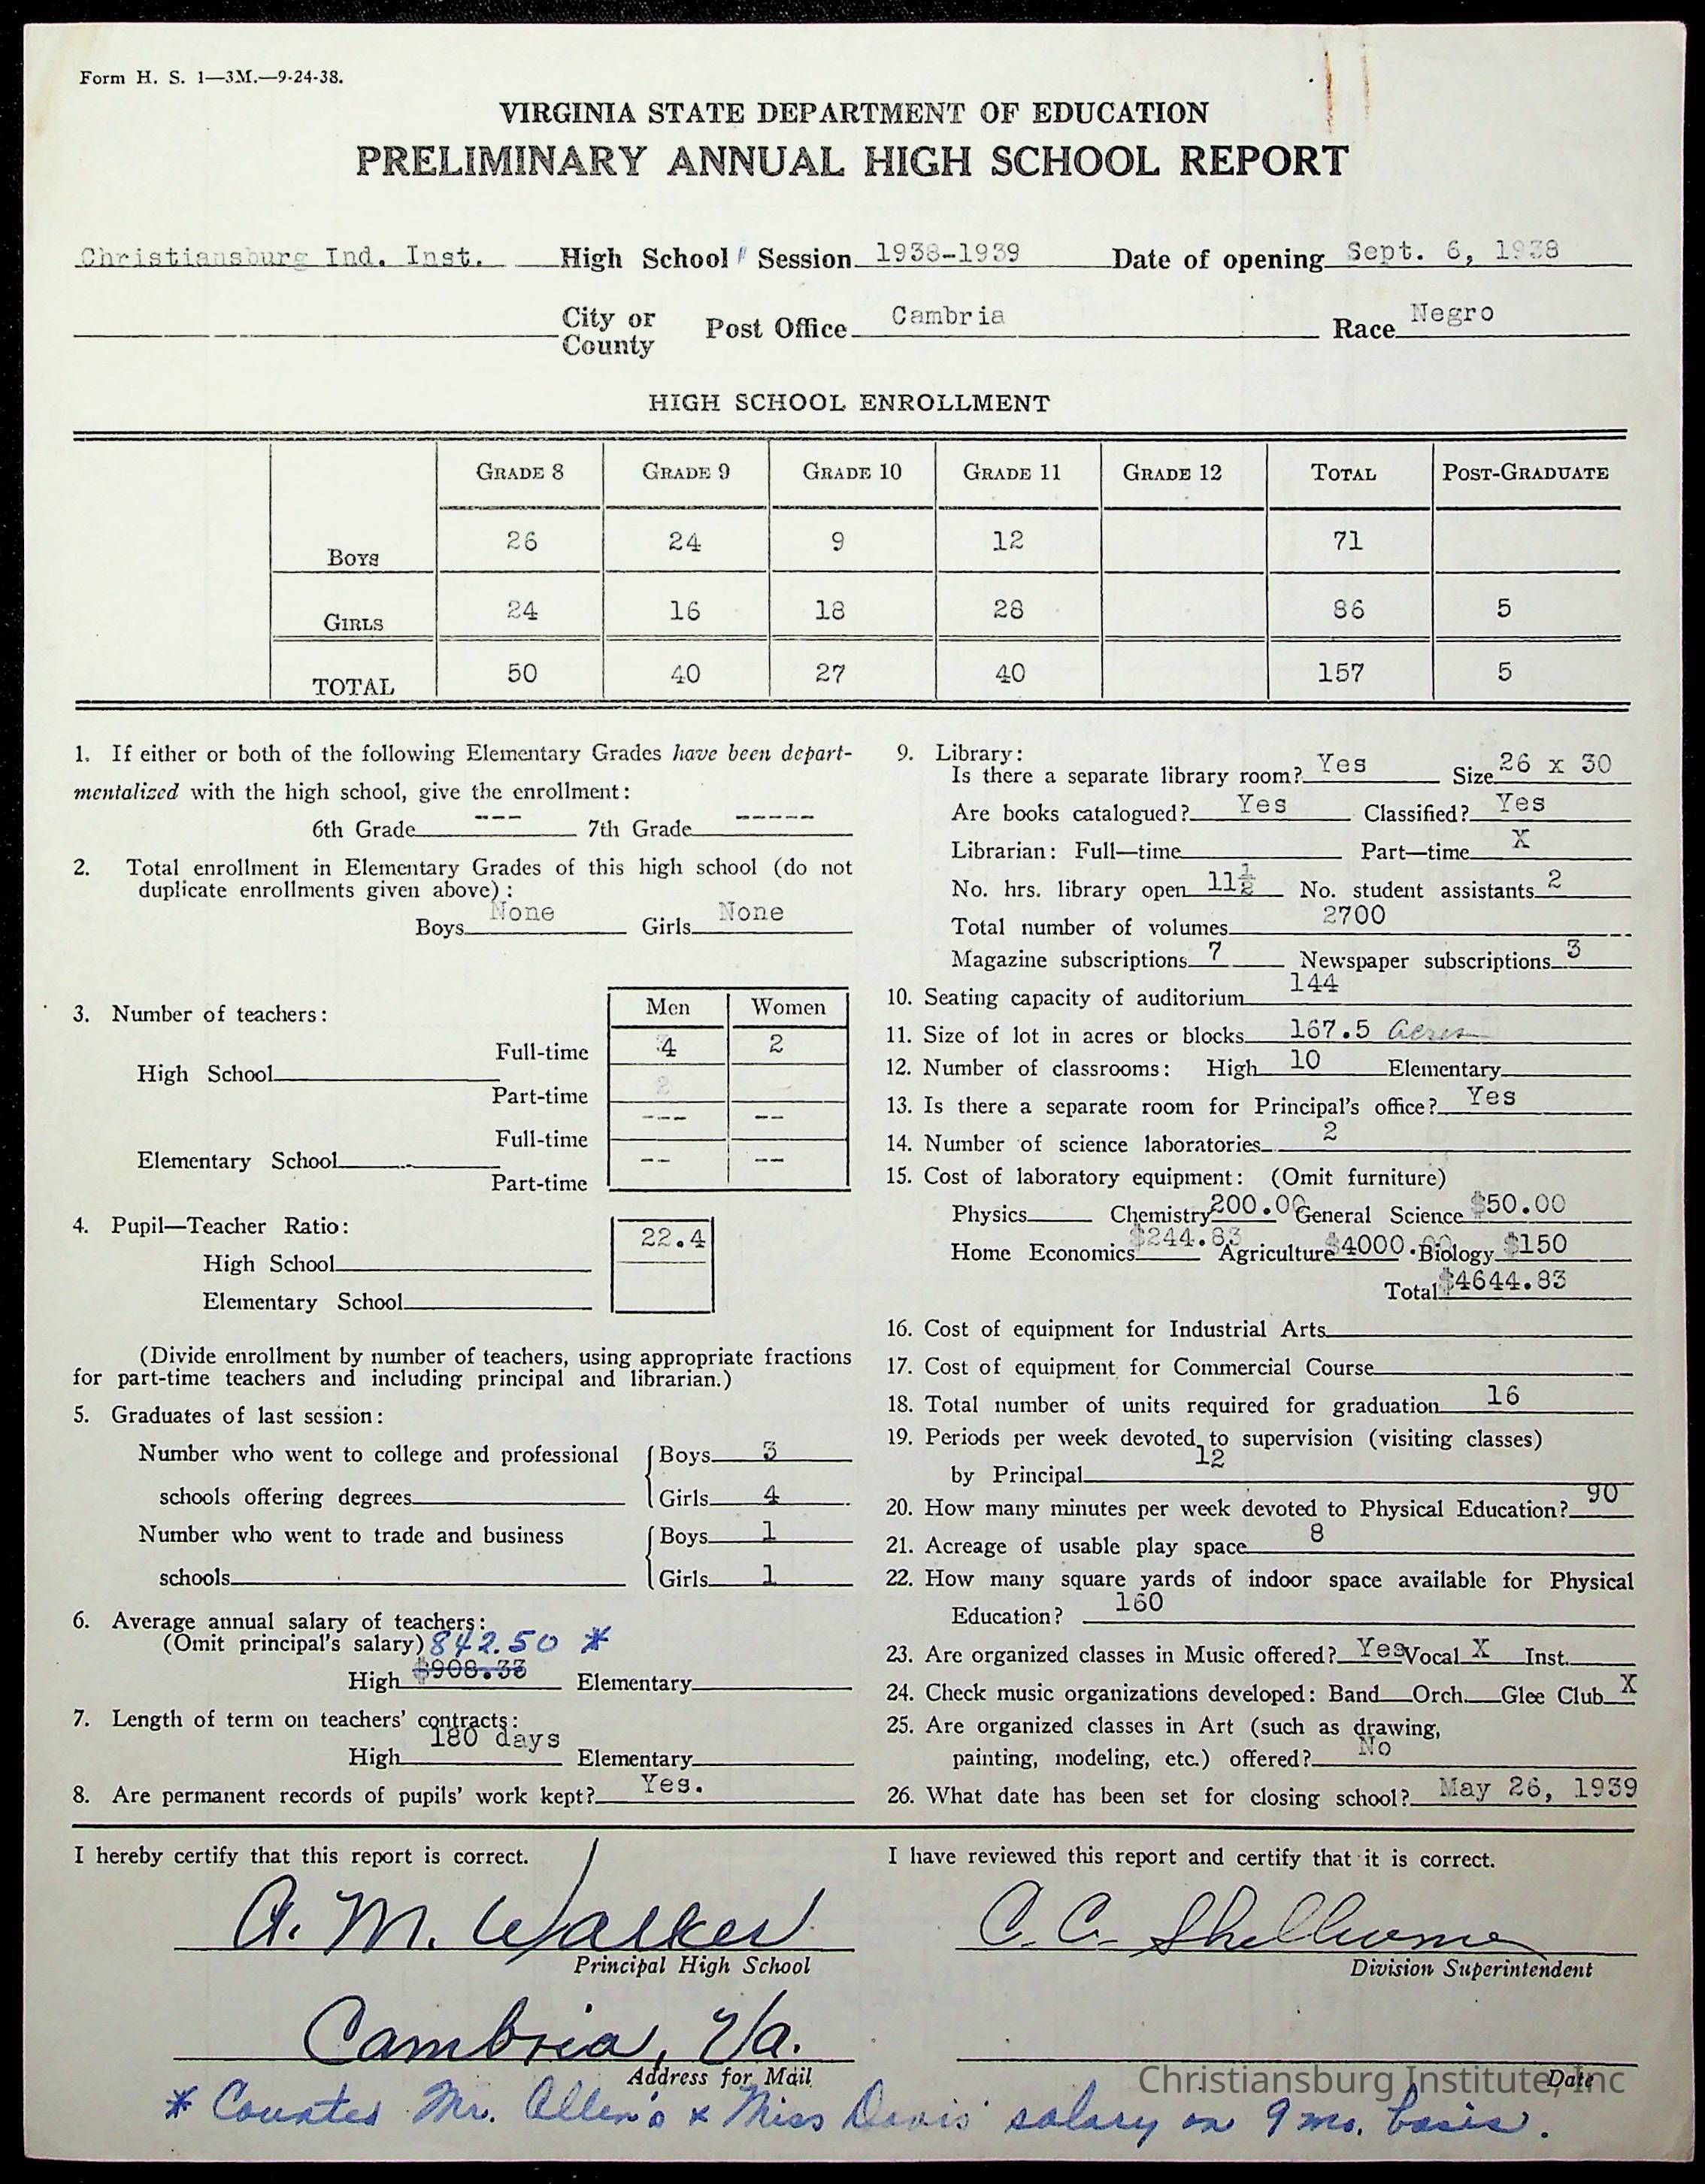 Form H. S. 1—3M.—9-24-38.
VIRGINIA STATE DEPARTMENT OF EDUCATION
PRELIMINARY ANNUAL HIGH SCHOOL REPORT
Christiansburg Ind. Inst. High School Session 1938-1939 Date of opening Sept. 6, 1938
City or County Post Office Cambria Race Negro
HIGH SCHOOL ENROLLMENT
GRADE 8 GRADE 9 GRADE 10 GRADE 11 GRADE 12 TOTAL POST-GRADUATE
BOYS 26 24 9 12 71
GIRLS 24 16 18 28 86 5
TOTAL 50 40 27 40 157 5
1. If either or both of the following Elementary Grades have been depart-
mentalized with the high school, give the enrollment:
6th Grade --- 7th Grade -----
2. Total enrollment in Elementary Grades of this high school (do not
duplicate enrollments given above):
Boys None Girls None
3. Number of teachers:
Men Women
High School Full-time 4 2
Part-time 2
Elementary School Full-time --- --
Part-time -- --
4. Pupil—Teacher Ratio:
High School 22.4
Elementary School
(Divide enrollment by number of teachers, using appropriate fractions
for part-time teachers and including principal and librarian.)
5. Graduates of last session:
Number who went to college and professional Boys 3
schools offering degrees Girls 4
Number who went to trade and business Boys 1
schools Girls 1
6. Average annual salary of teachers:
(Omit principal's salary) 842.50 *
High $908.33 Elementary
7. Length of term on teachers' contracts:
High 180 days Elementary
8. Are permanent records of pupils' work kept? Yes.
9. Library:
Is there a separate library room? Yes Size 26 x 30
Are books catalogued? Yes Classified? Yes
Librarian: Full—time Part—time X
No. hrs. library open 11½ No. student assistants 2
Total number of volumes 2700
Magazine subscriptions 7 Newspaper subscriptions 3
10. Seating capacity of auditorium 144
11. Size of lot in acres or blocks 167.5 Acres
12. Number of classrooms: High 10 Elementary
13. Is there a separate room for Principal's office? Yes
14. Number of science laboratories 2
15. Cost of laboratory equipment: (Omit furniture)
Physics Chemistry 200.00 General Science $50.00
Home Economics $244.83 Agriculture $4000.00 Biology $150
Total $4644.83
16. Cost of equipment for Industrial Arts
17. Cost of equipment for Commercial Course
18. Total number of units required for graduation 16
19. Periods per week devoted to supervision (visiting classes)
by Principal 12
20. How many minutes per week devoted to Physical Education? 90
21. Acreage of usable play space 8
22. How many square yards of indoor space available for Physical
Education? 160
23. Are organized classes in Music offered? Yes Vocal X Inst.
24. Check music organizations developed: Band Orch. Glee Club X
25. Are organized classes in Art (such as drawing,
painting, modeling, etc.) offered? No
26. What date has been set for closing school? May 26, 1939
I hereby certify that this report is correct.
A. M. Walker
Principal High School
Cambria, Va.
Address for Mail
I have reviewed this report and certify that it is correct.
C. C. Shelburne
Division Superintendent
Date
Christiansburg Institute, Inc
* Counted Mr. Allen's & Miss Davis' salary on 9 mo. basis.